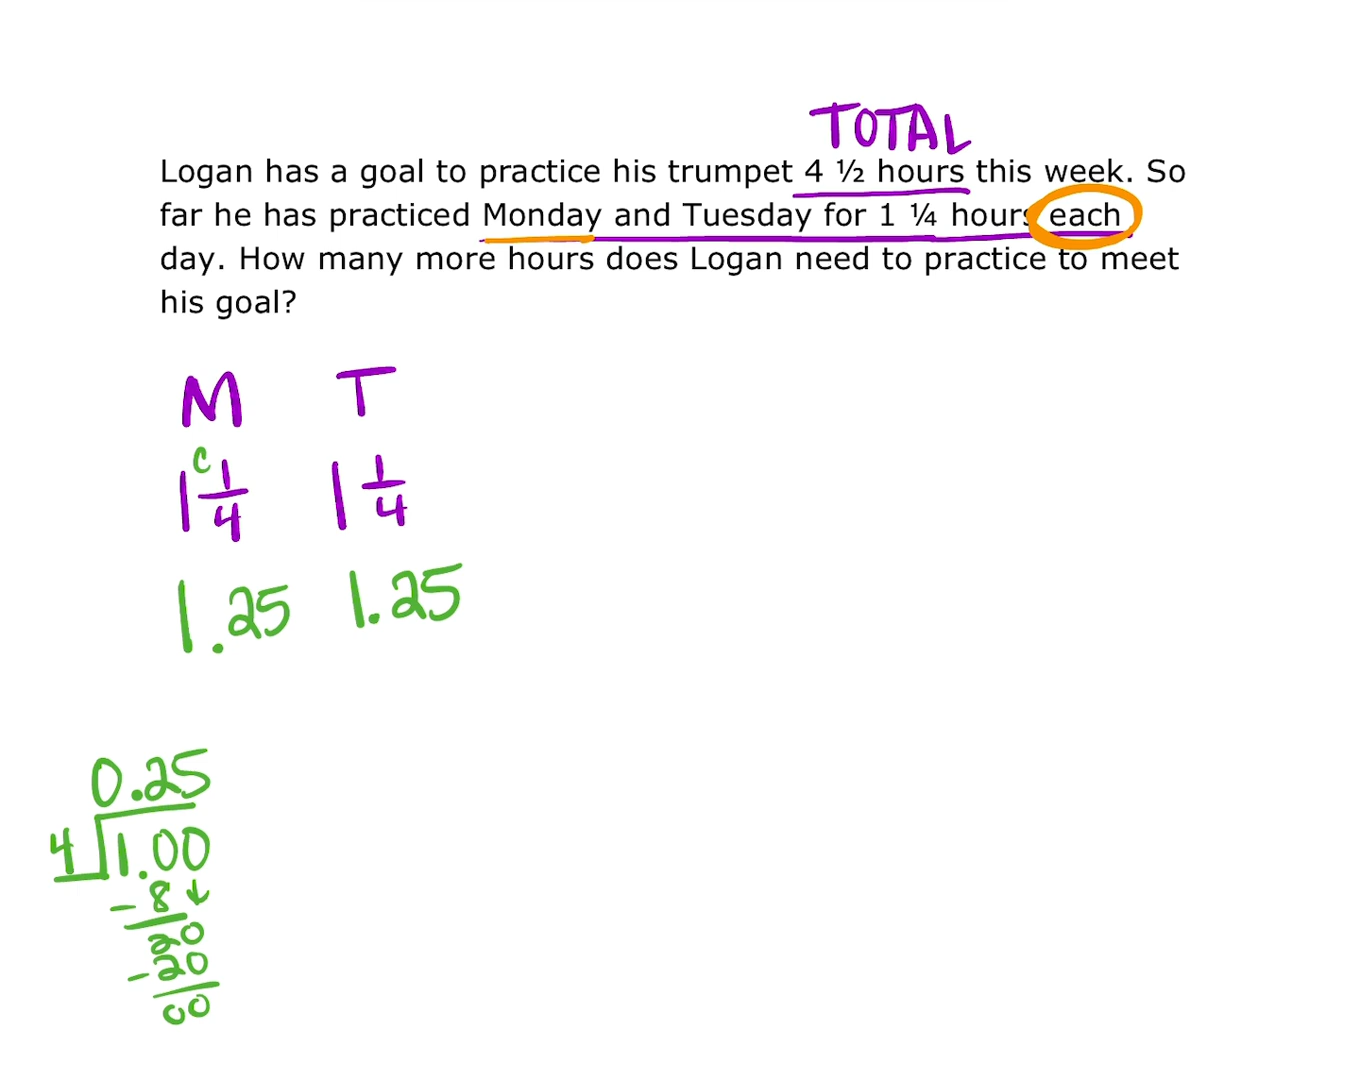 TOTAL
Logan has a goal to practice his trumpet 4 ½ hours this week. So
far he has practiced Monday and Tuesday for 1 ¼ hours each
day. How many more hours does Logan need to practice to meet
his goal?
M T
c
1 1/4 1 1/4
1.25 1.25
0.25
4 1.00
- 8 ↓
20
- 20
00